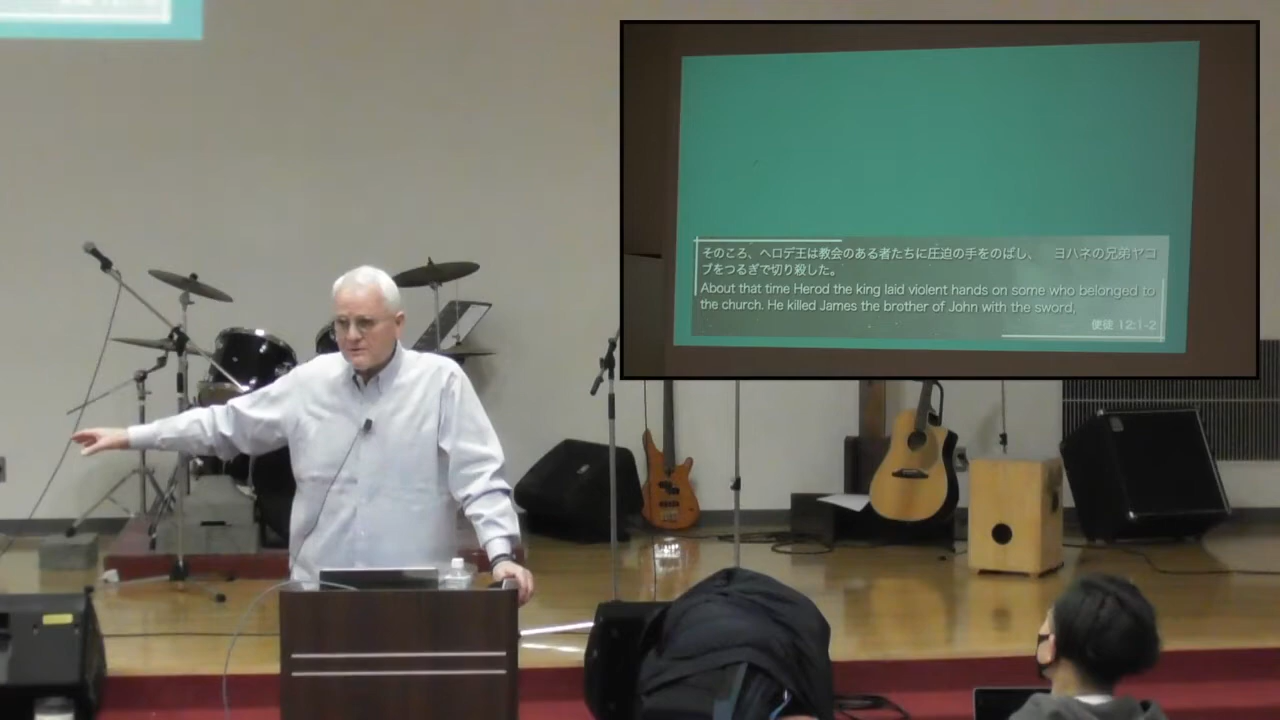 そのころ、ヘロデ王は教会のある者たちに圧迫の手をのばし、 ヨハネの兄弟ヤコ
ブをつるぎで切り殺した。
About that time Herod the king laid violent hands on some who belonged to
the church. He killed James the brother of John with the sword,
使徒 12:1-2